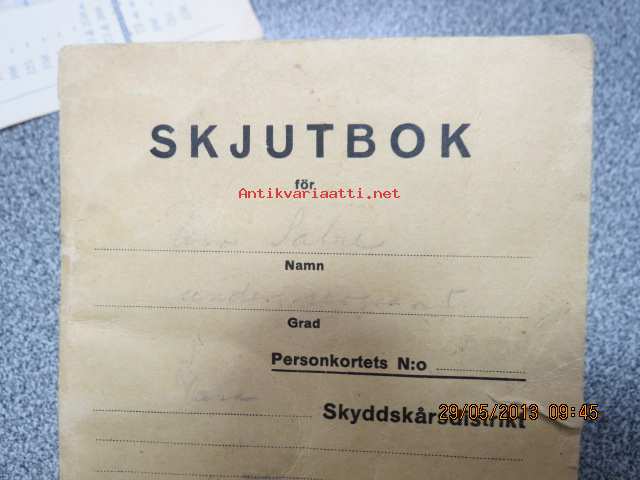 SKJUTBOK
för
Antikvariaatti.net
Namn
Grad
Personkortets N:o
Skyddskårsdistrikt
29/05/2013 09:45